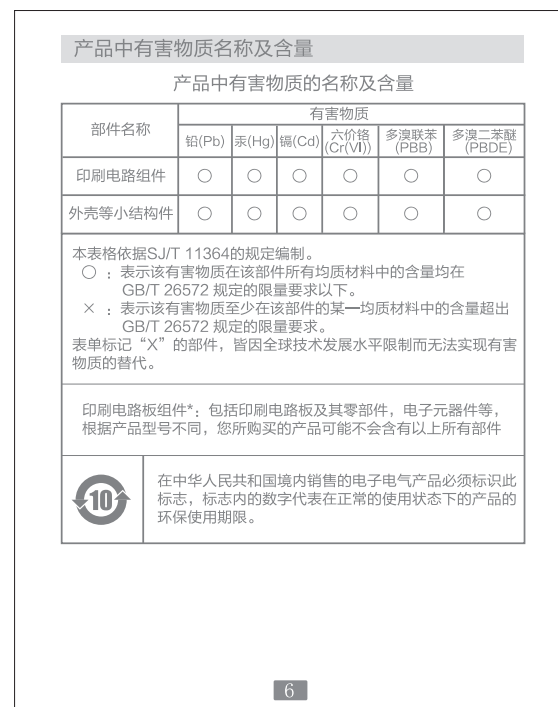 产品中有害物质名称及含量
产品中有害物质的名称及含量
部件名称 有害物质
铅(Pb) 汞(Hg) 镉(Cd) 六价铬(Cr(Ⅵ)) 多溴联苯(PBB) 多溴二苯醚(PBDE)
印刷电路组件 ○ ○ ○ ○ ○ ○
外壳等小结构件 ○ ○ ○ ○ ○ ○
本表格依据SJ/T 11364的规定编制。
○ ：表示该有害物质在该部件所有均质材料中的含量均在
GB/T 26572 规定的限量要求以下。
× ：表示该有害物质至少在该部件的某一均质材料中的含量超出
GB/T 26572 规定的限量要求。
表单标记“X”的部件，皆因全球技术发展水平限制而无法实现有害
物质的替代。
印刷电路板组件*：包括印刷电路板及其零部件，电子元器件等，
根据产品型号不同，您所购买的产品可能不会含有以上所有部件
10
在中华人民共和国境内销售的电子电气产品必须标识此
标志，标志内的数字代表在正常的使用状态下的产品的
环保使用期限。
6